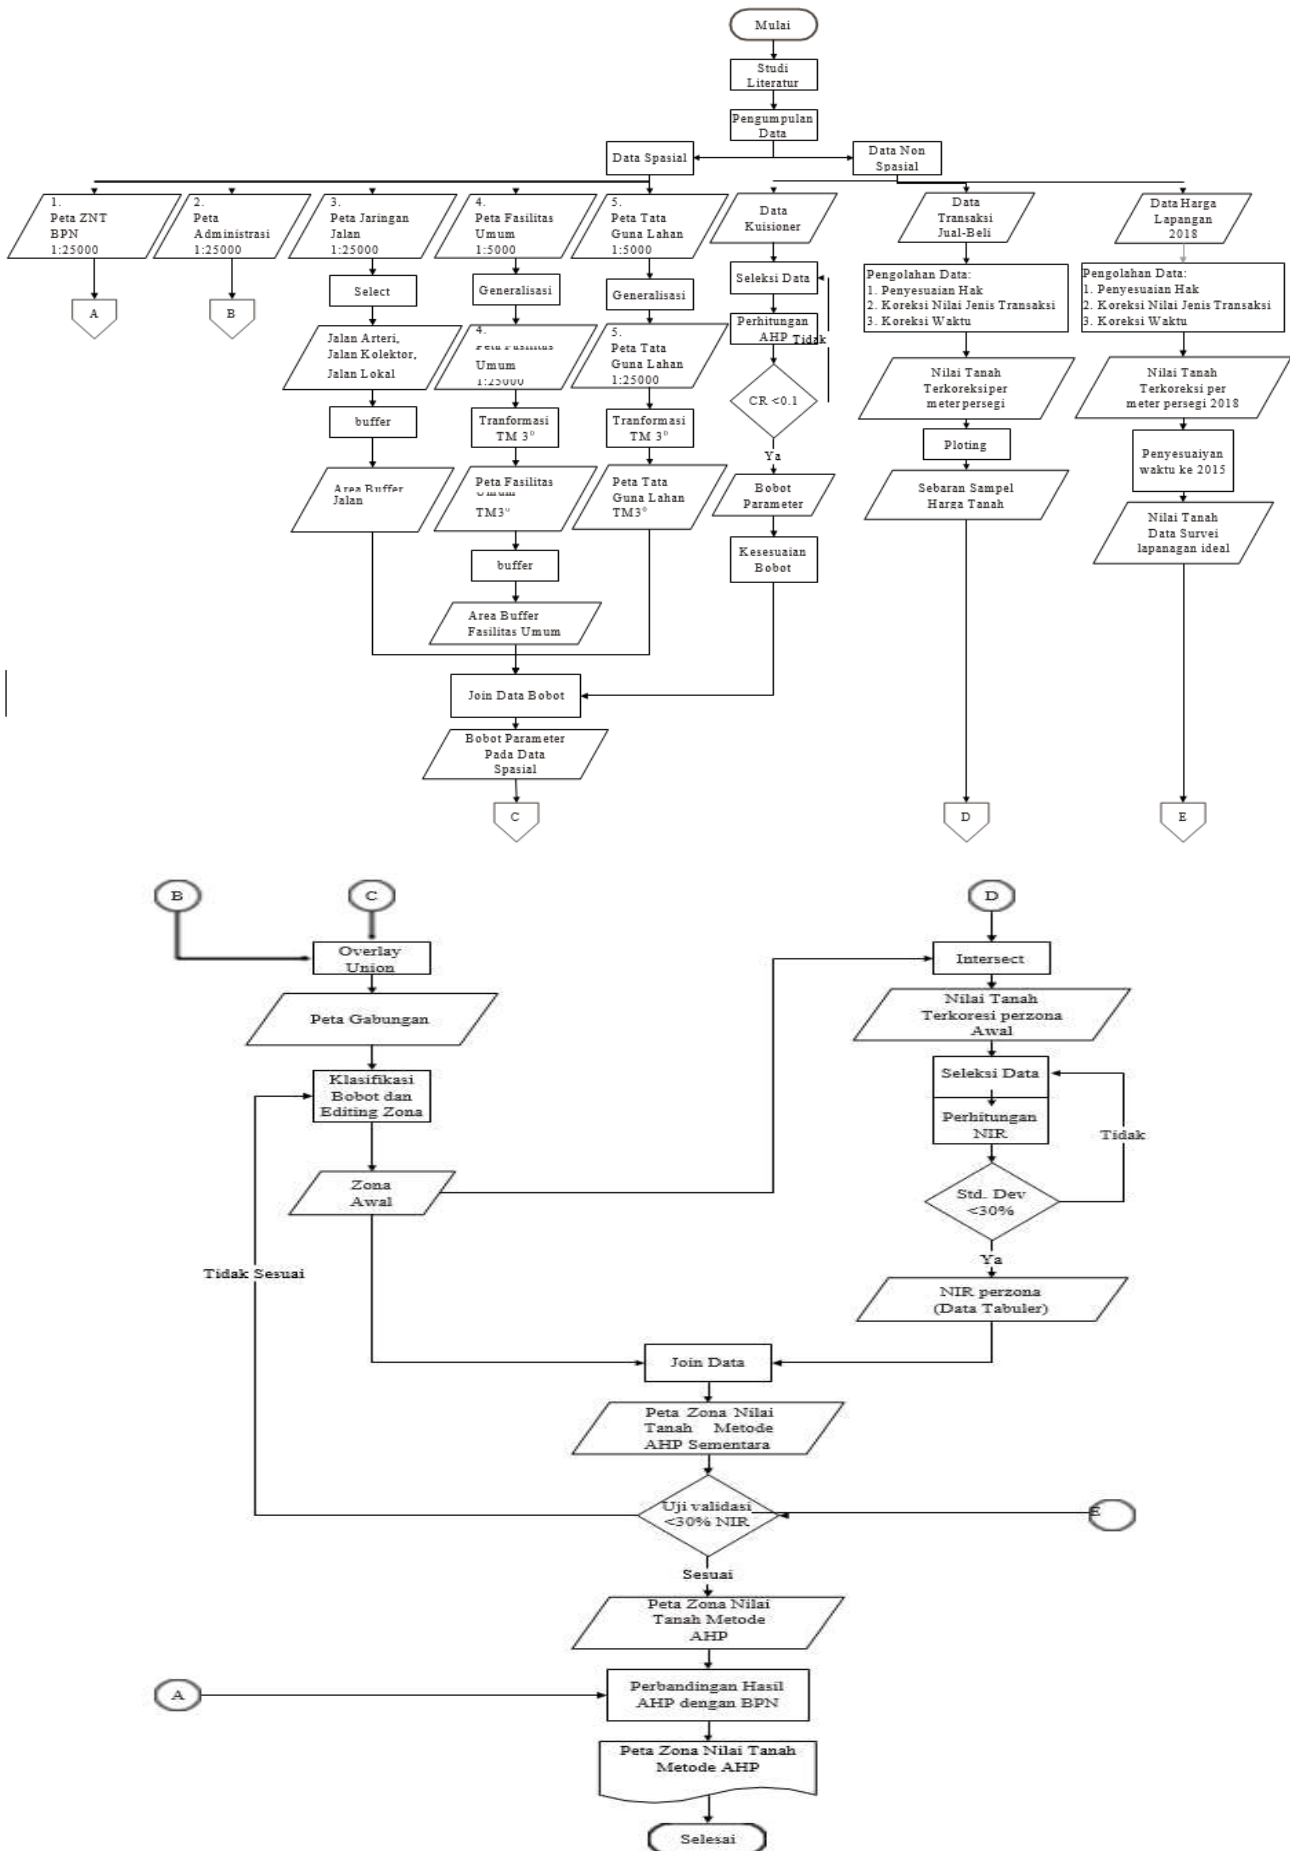 Mulai
Studi
Literatur
Pengumpulan
Data
Data Spasial
Data Non
Spasial
1.
Peta ZNT
BPN
1:25000
2.
Peta
Administrasi
1:25000
3.
Peta Jaringan
Jalan
1:25000
4.
Peta Fasilitas
Umum
1:5000
5.
Peta Tata
Guna Lahan
1:5000
Data
Kuisioner
Data
Transaksi
Jual-Beli
Data Harga
Lapangan
2018
A
B
Select
Generalisasi
Generalisasi
Seleksi Data
Pengolahan Data:
1. Penyesuaian Hak
2. Koreksi Nilai Jenis Transaksi
3. Koreksi Waktu
Pengolahan Data:
1. Penyesuaian Hak
2. Koreksi Nilai Jenis Transaksi
3. Koreksi Waktu
Jalan Arteri,
Jalan Kolektor,
Jalan Lokal
4.
Peta Fasilitas
Umum
1:25000
5.
Peta Tata
Guna Lahan
1:25000
Perhitungan
AHP
Tidak
CR <0.1
Nilai Tanah
Terkoreksiper
meterpersegi
Nilai Tanah
Terkoreksi per
meter persegi 2018
buffer
Tranformasi
TM 3°
Tranformasi
TM 3°
Ya
Ploting
Penyesuaiyan
waktu ke 2015
Area Buffer
Jalan
Peta Fasilitas
Umum
TM3°
Peta Tata
Guna Lahan
TM3°
Bobot
Parameter
Sebaran Sampel
Harga Tanah
Nilai Tanah
Data Survei
lapanagan ideal
buffer
Kesesuaian
Bobot
Area Buffer
Fasilitas Umum
Join Data Bobot
Bobot Parameter
Pada Data
Spasial
C
D
E
B
C
D
Overlay
Union
Intersect
Peta Gabungan
Nilai Tanah
Terkoresi perzona
Awal
Klasifikasi
Bobot dan
Editing Zona
Seleksi Data
Perhitungan
NIR
Tidak
Zona
Awal
Std. Dev
<30%
Ya
Tidak Sesuai
NIR perzona
(Data Tabuler)
Join Data
Peta Zona Nilai
Tanah Metode
AHP Sementara
Uji validasi
<30% NIR
E
Sesuai
Peta Zona Nilai
Tanah Metode
AHP
A
Perbandingan Hasil
AHP dengan BPN
Peta Zona Nilai Tanah
Metode AHP
Selesai